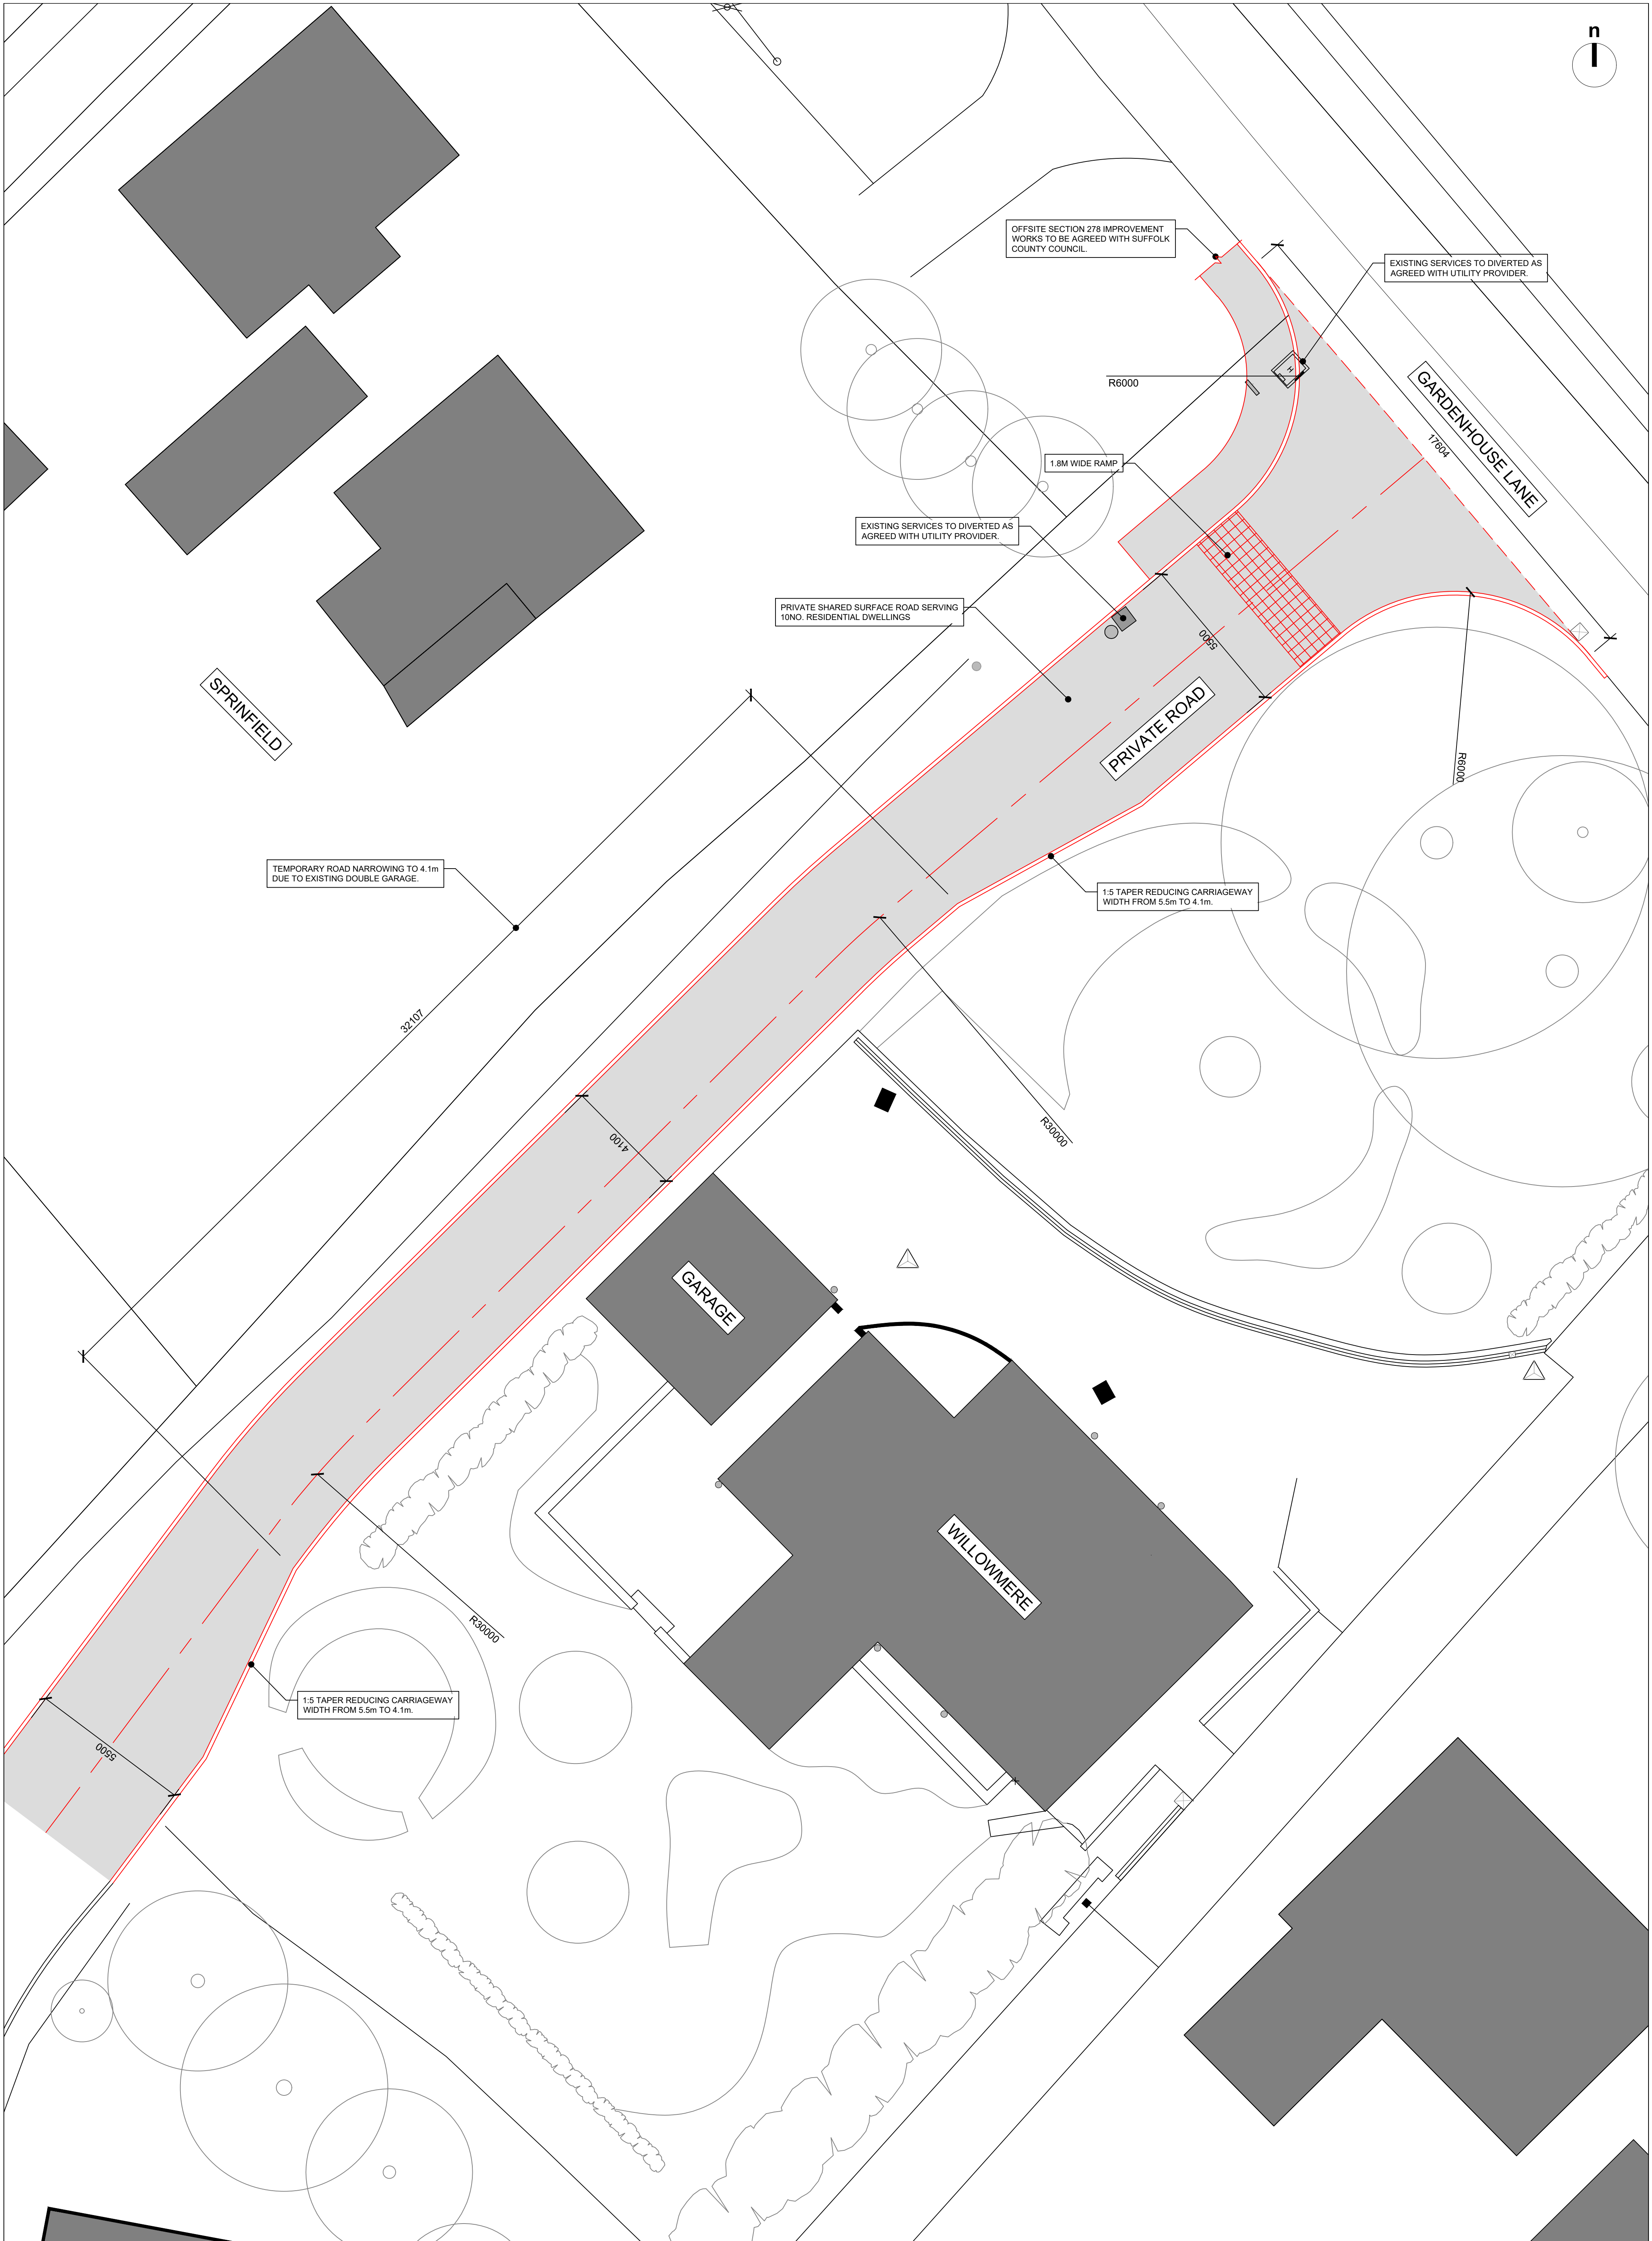 n
OFFSITE SECTION 278 IMPROVEMENT
WORKS TO BE AGREED WITH SUFFOLK
COUNTY COUNCIL.
EXISTING SERVICES TO DIVERTED AS
AGREED WITH UTILITY PROVIDER.
H
R6000
GARDENHOUSE LANE
17604
1.8M WIDE RAMP
EXISTING SERVICES TO DIVERTED AS
AGREED WITH UTILITY PROVIDER.
PRIVATE SHARED SURFACE ROAD SERVING
10NO. RESIDENTIAL DWELLINGS
5500
SPRINFIELD
PRIVATE ROAD
R6000
TEMPORARY ROAD NARROWING TO 4.1m
DUE TO EXISTING DOUBLE GARAGE.
1:5 TAPER REDUCING CARRIAGEWAY
WIDTH FROM 5.5m TO 4.1m.
32107
R30000
4100
GARAGE
WILLOWMERE
R30000
1:5 TAPER REDUCING CARRIAGEWAY
WIDTH FROM 5.5m TO 4.1m.
5500